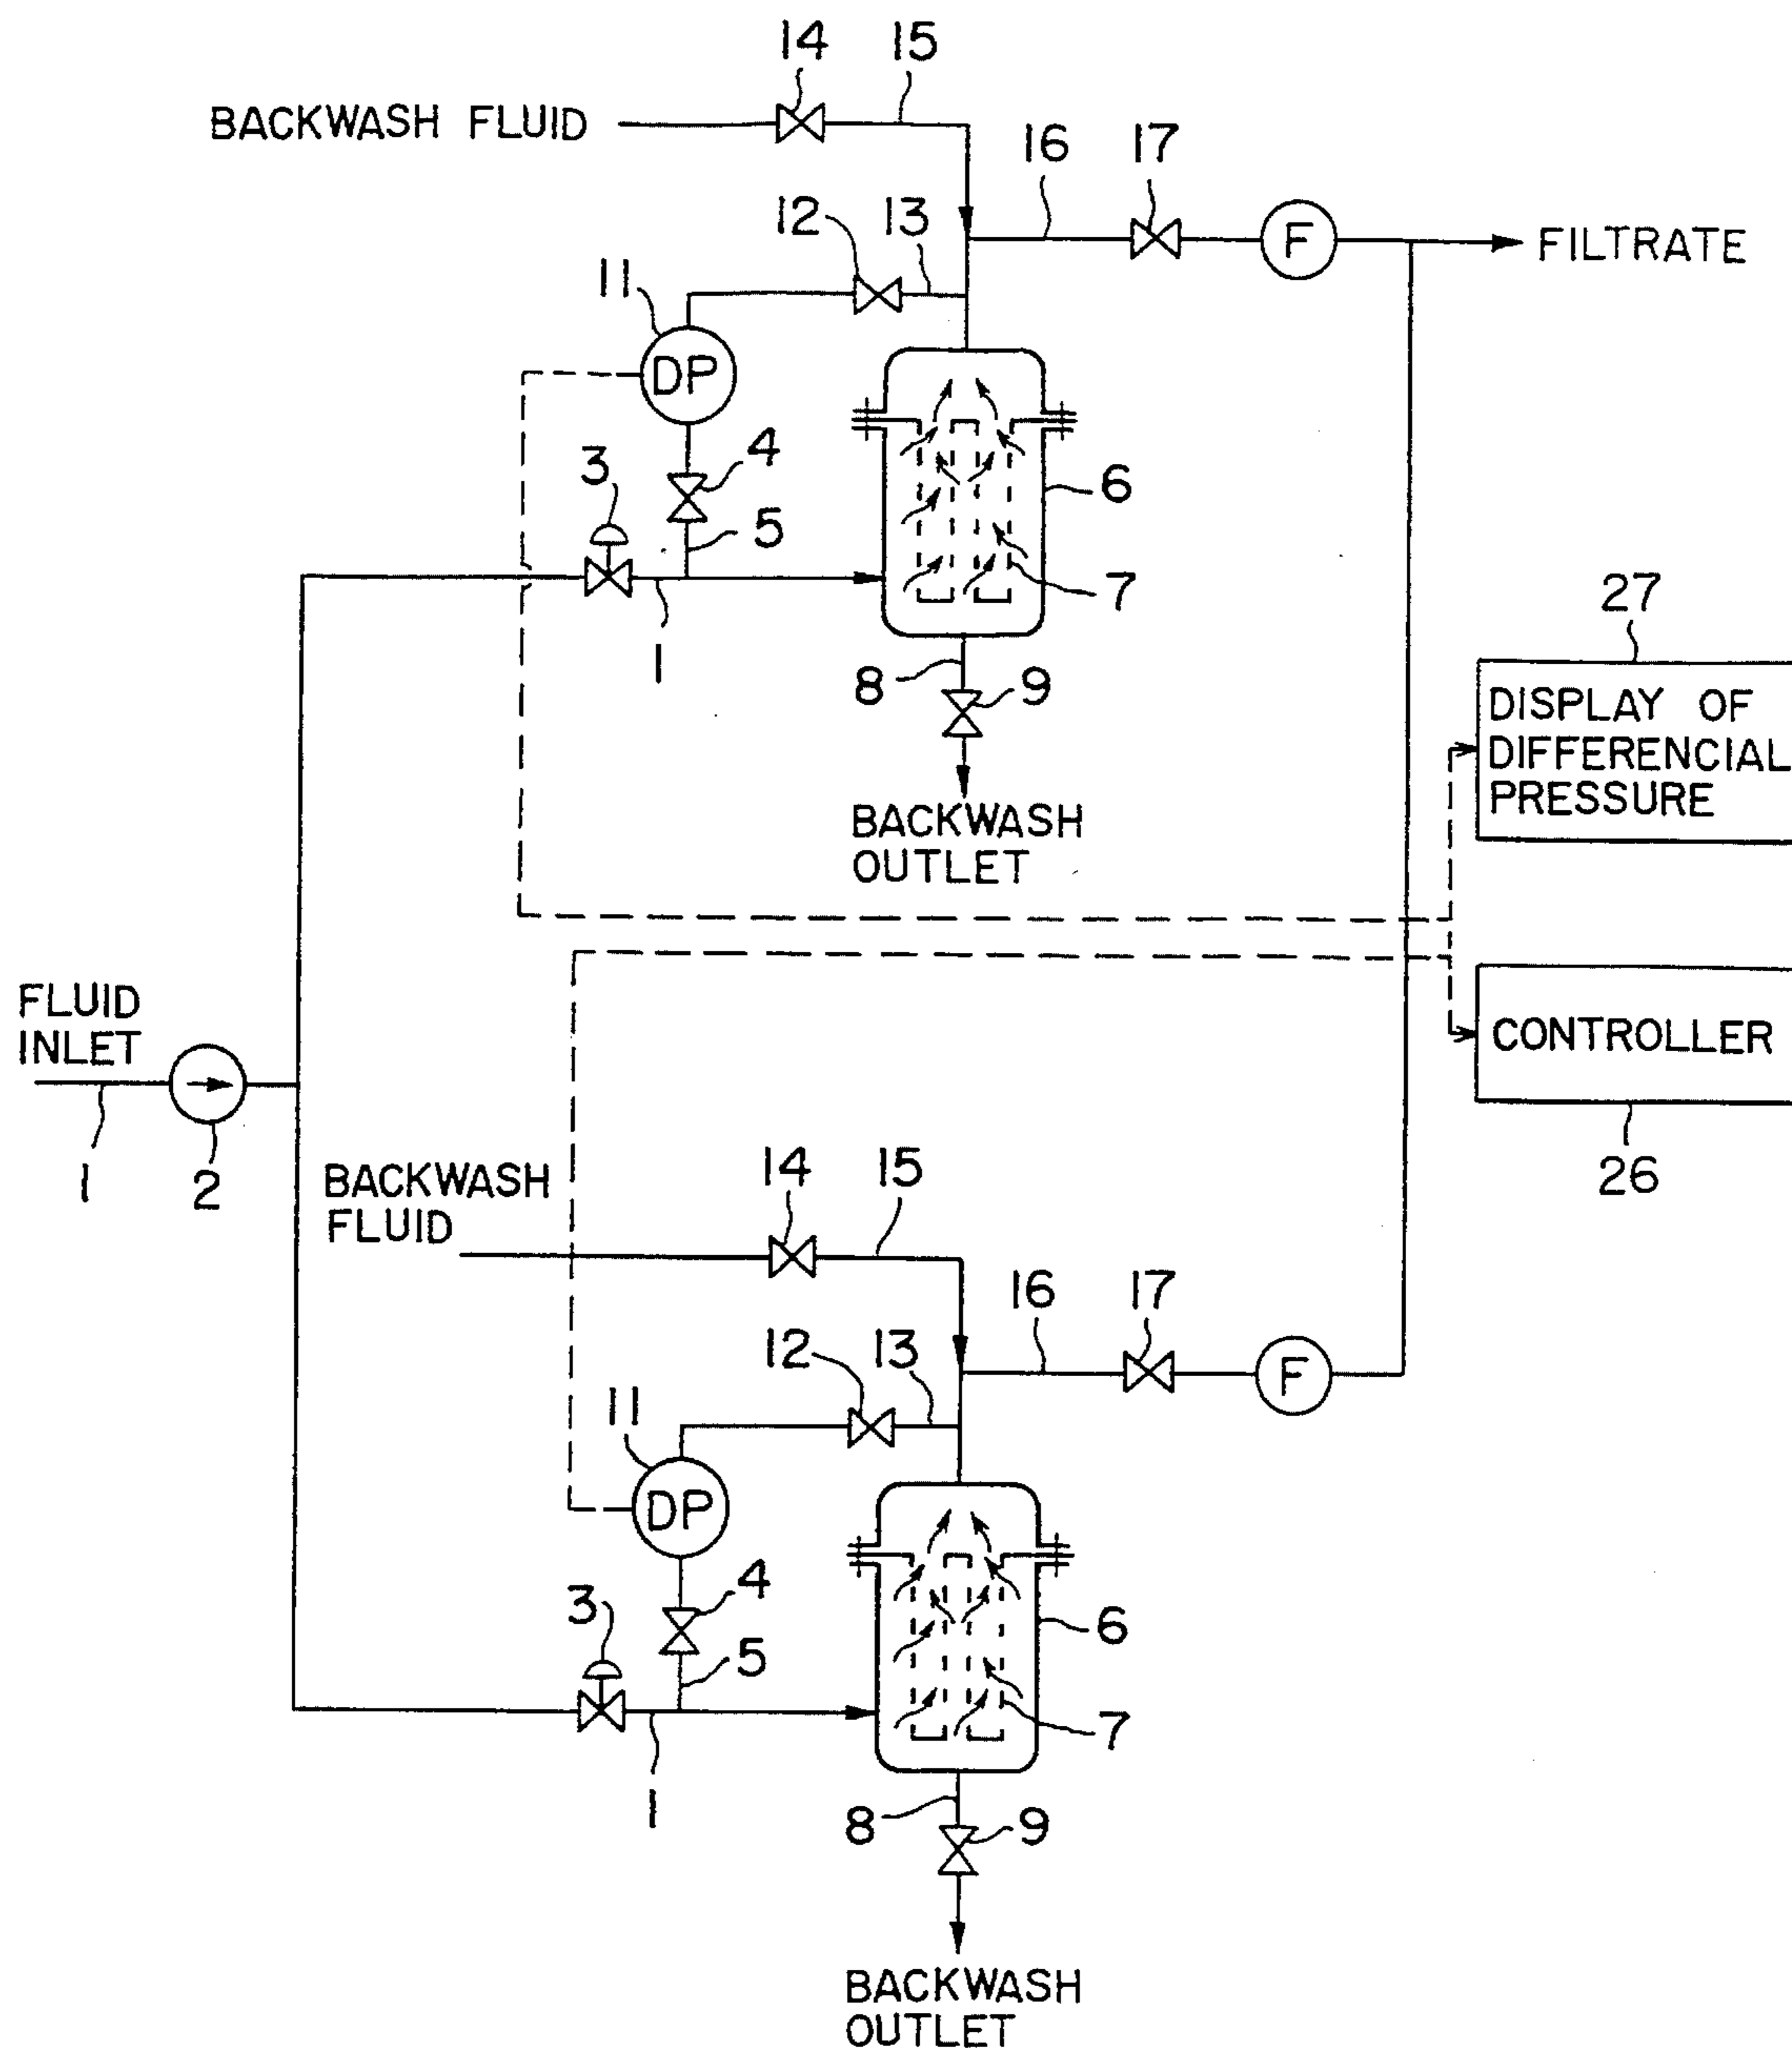 14 15
BACKWASH FLUID
16 17
12 13
F
FILTRATE
11
DP
3 4
6
5
7
27
1
8 9
DISPLAY OF
DIFFERENCIAL
PRESSURE
BACKWASH
OUTLET
FLUID
INLET
CONTROLLER
1 2
26
BACKWASH
FLUID
14 15
16 17
12 13
F
11
DP
3 4
6
5
7
1
8 9
BACKWASH
OUTLET